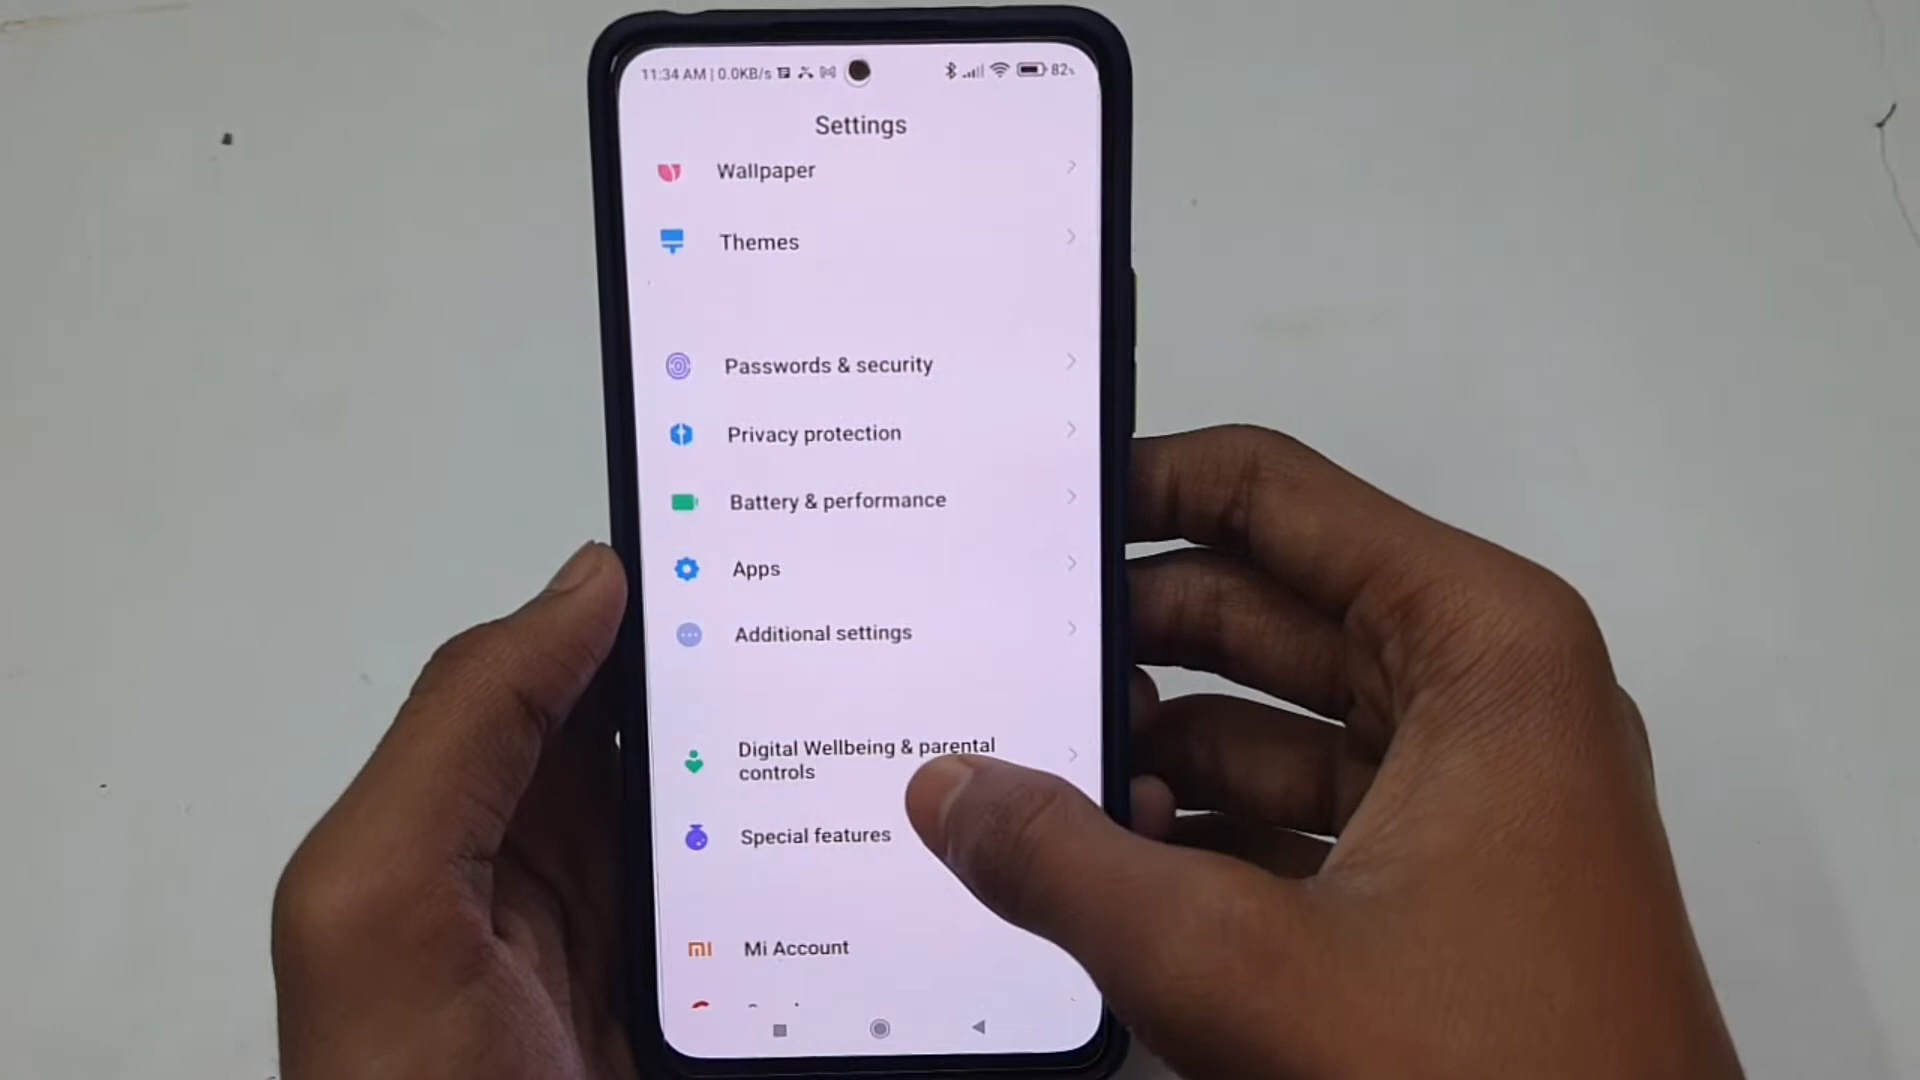 11:34 AM | 0.0KB/s 82%
Settings
Wallpaper
Themes
Passwords & security
Privacy protection
Battery & performance
Apps
Additional settings
Digital Wellbeing & parental
controls
Special features
mi Mi Account